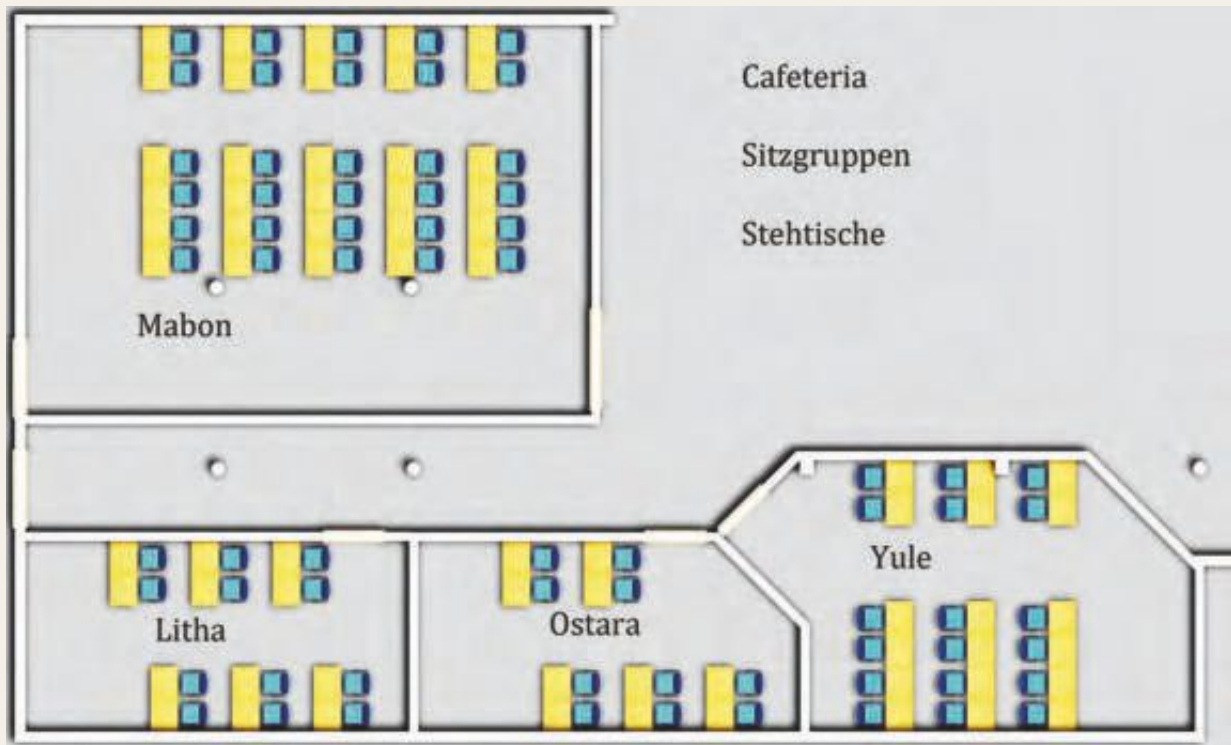 Cafeteria
Sitzgruppen
Stehtische
Mabon
Yule
Litha
Ostara